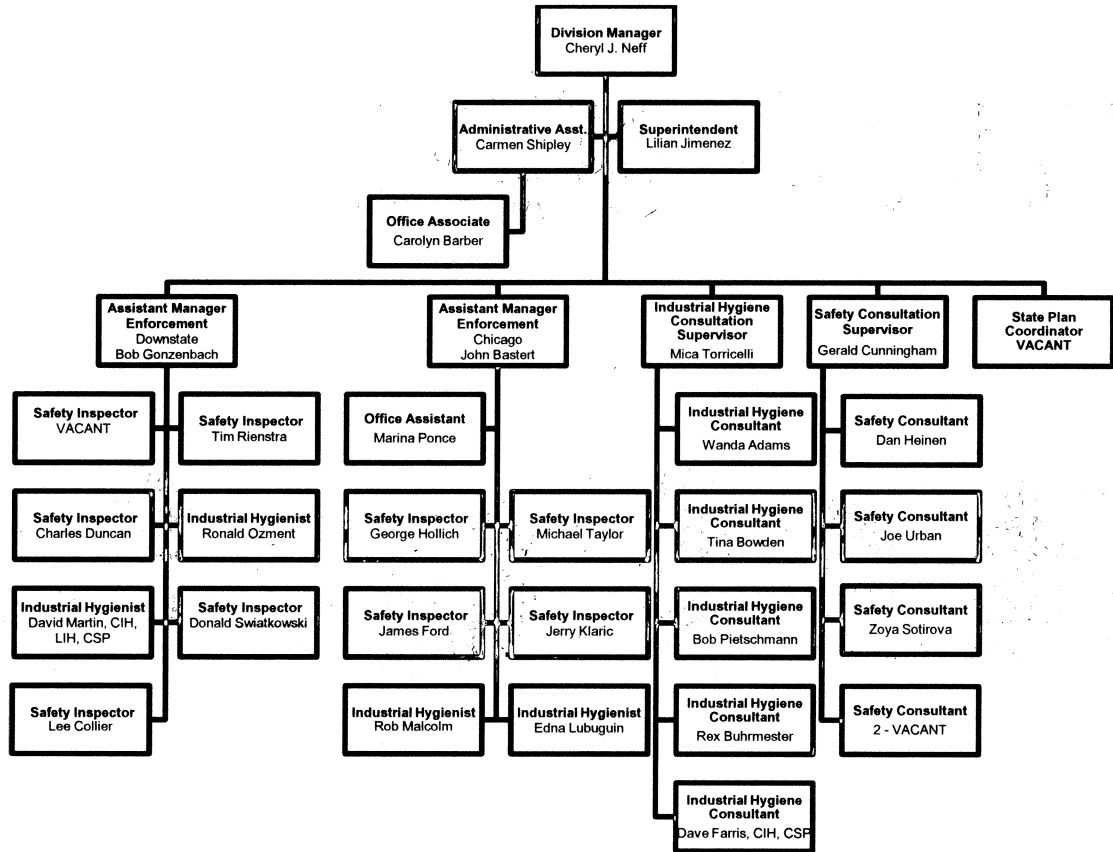 Division Manager
Cheryl J. Neff
Administrative Asst.
Carmen Shipley
Superintendent
Lilian Jimenez
Office Associate
Carolyn Barber
Assistant Manager
Enforcement
Downstate
Bob Gonzenbach
Assistant Manager
Enforcement
Chicago
John Bastert
Industrial Hygiene
Consultation
Supervisor
Mica Torricelli
Safety Consultation
Supervisor
Gerald Cunningham
State Plan
Coordinator
VACANT
Safety Inspector
VACANT
Safety Inspector
Tim Rienstra
Safety Inspector
Charles Duncan
Industrial Hygienist
Ronald Ozment
Industrial Hygienist
David Martin, CIH,
LIH, CSP
Safety Inspector
Donald Swiatkowski
Safety Inspector
Lee Collier
Office Assistant
Marina Ponce
Safety Inspector
George Hollich
Safety Inspector
Michael Taylor
Safety Inspector
James Ford
Safety Inspector
Jerry Klaric
Industrial Hygienist
Rob Malcolm
Industrial Hygienist
Edna Lubuguin
Industrial Hygiene
Consultant
Wanda Adams
Industrial Hygiene
Consultant
Tina Bowden
Industrial Hygiene
Consultant
Bob Pietschmann
Industrial Hygiene
Consultant
Rex Buhrmester
Industrial Hygiene
Consultant
Dave Farris, CIH, CSP
Safety Consultant
Dan Heinen
Safety Consultant
Joe Urban
Safety Consultant
Zoya Sotirova
Safety Consultant
2 - VACANT